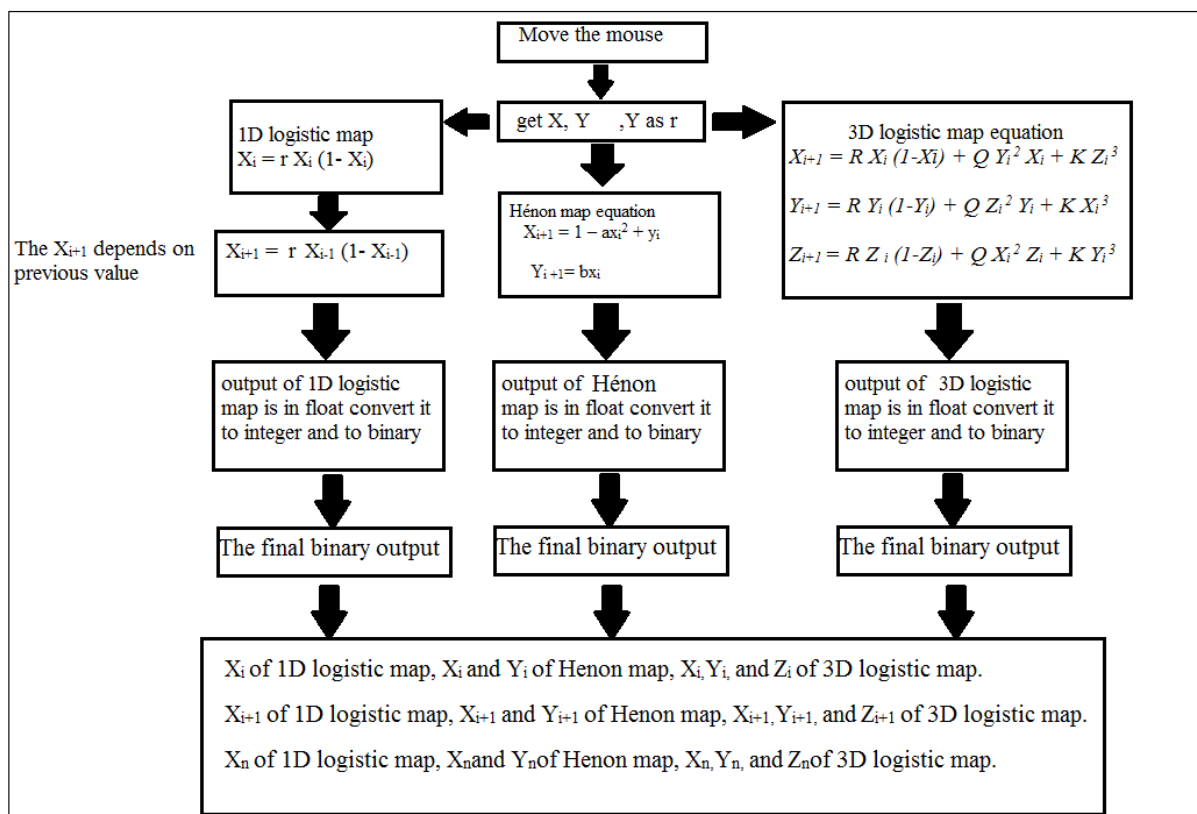 Move the mouse
get X, Y ,Y as r
1D logistic map
Xᵢ = r Xᵢ (1- Xᵢ)
The Xᵢ₊₁ depends on
previous value
Xᵢ₊₁ = r Xᵢ₋₁ (1- Xᵢ₋₁)
Hénon map equation
Xᵢ₊₁ = 1 – axᵢ² + yᵢ
Yᵢ₊₁= bxᵢ
3D logistic map equation
Xᵢ₊₁ = R Xᵢ (1-Xi) + Q Yᵢ² Xᵢ + K Zᵢ³
Yᵢ₊₁ = R Yᵢ (1-Yᵢ) + Q Zᵢ² Yᵢ + K Xᵢ³
Zᵢ₊₁ = R Z ᵢ (1-Zᵢ) + Q Xᵢ² Zᵢ + K Yᵢ³
output of 1D logistic
map is in float convert it
to integer and to binary
output of Hénon
map is in float convert it
to integer and to binary
output of 3D logistic
map is in float convert it
to integer and to binary
The final binary output
The final binary output
The final binary output
Xᵢ of 1D logistic map, Xᵢ and Yᵢ of Henon map, Xᵢ,Yᵢ, and Zᵢ of 3D logistic map.
Xᵢ₊₁ of 1D logistic map, Xᵢ₊₁ and Yᵢ₊₁ of Henon map, Xᵢ₊₁,Yᵢ₊₁, and Zᵢ₊₁ of 3D logistic map.
Xₙ of 1D logistic map, Xₙand Yₙof Henon map, Xₙ,Yₙ, and Zₙof 3D logistic map.